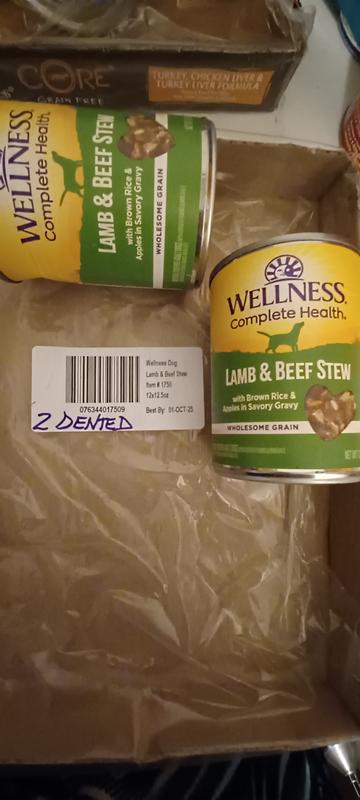 CORE
GRAIN FREE
TURKEY, CHICKEN LIVER &
TURKEY LIVER FORMULA
WELLNESS
Complete Health
LAMB & BEEF STEW
with Brown Rice &
Apples in Savory Gravy
WHOLESOME GRAIN
WELLNESS
Complete Health
LAMB & BEEF STEW
with Brown Rice &
Apples in Savory Gravy
WHOLESOME GRAIN
Wellness Dog
Lamb & Beef Stew
Item # 1750
12x12.5oz
Best By: 01-OCT-25
076344017509
2 DENTED